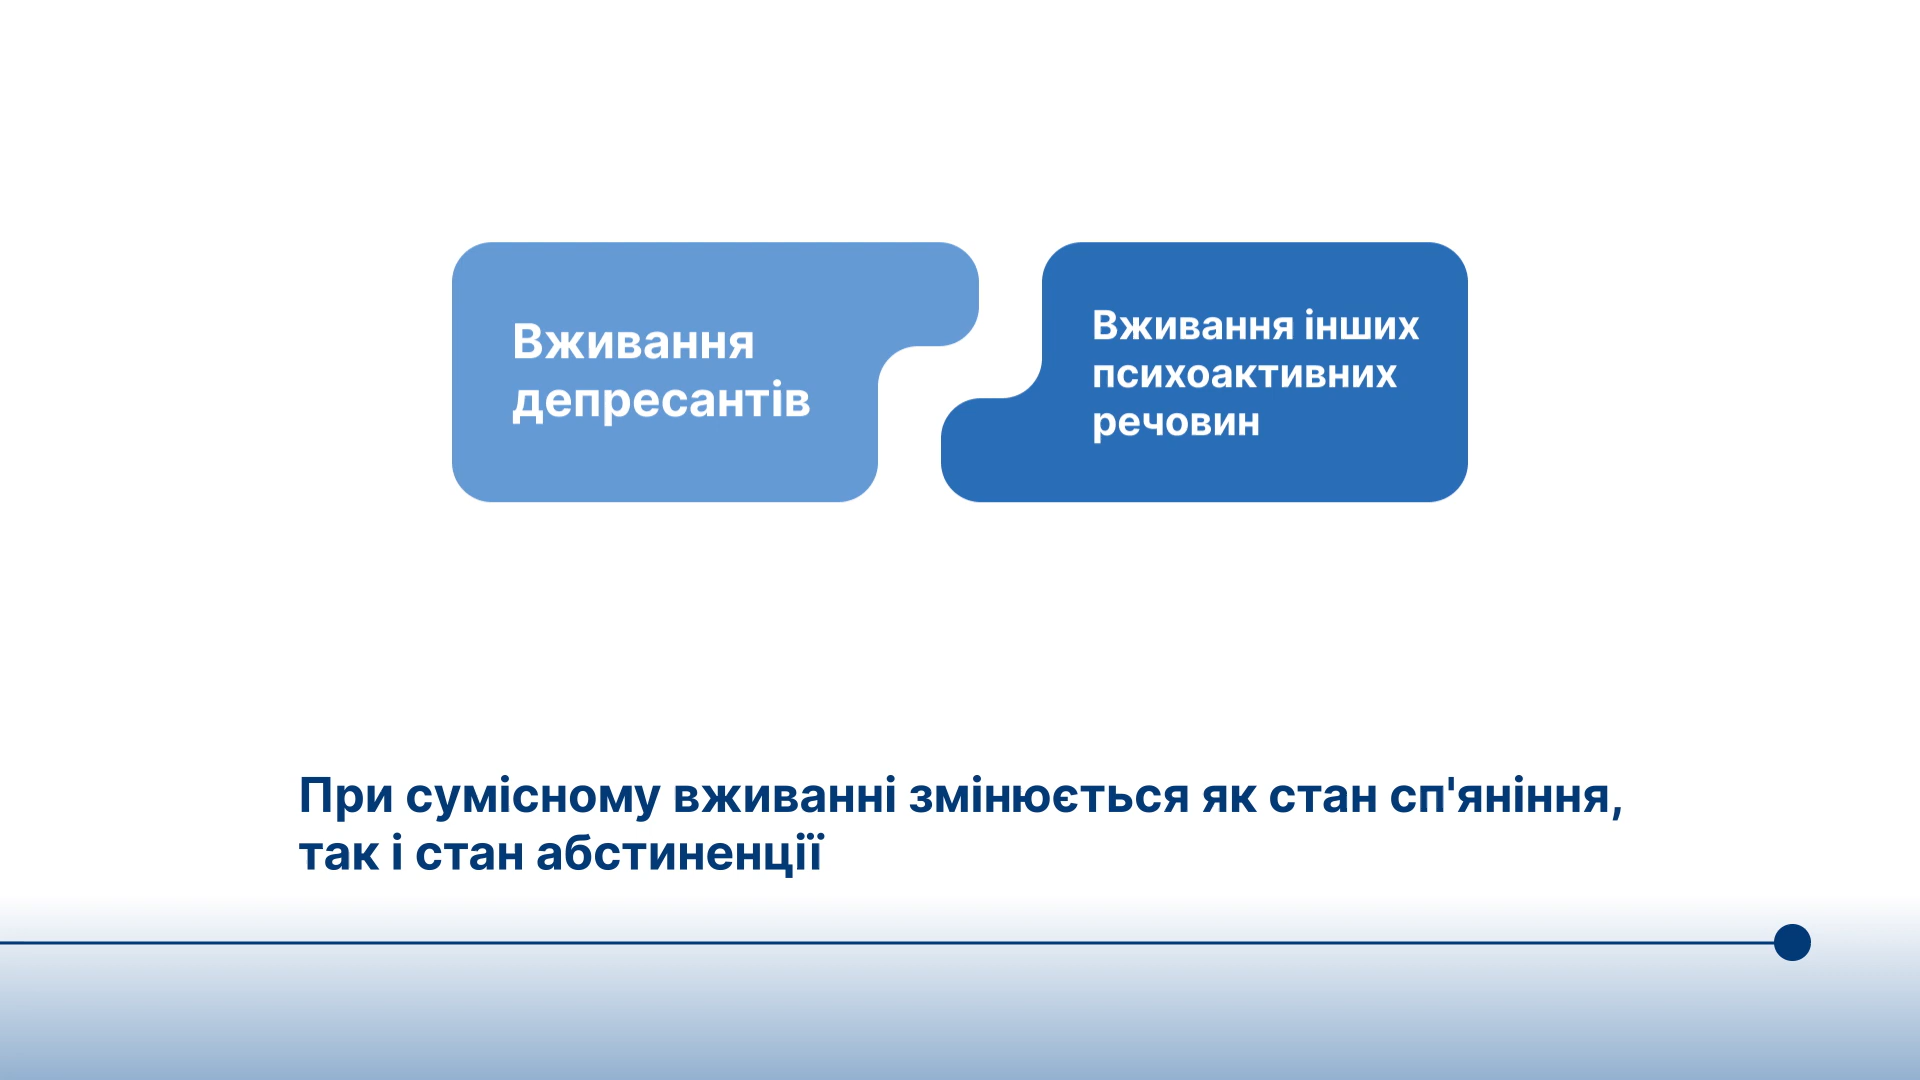 Вживання
депресантів
Вживання інших
психоактивних
речовин
При сумісному вживанні змінюється як стан сп'яніння,
так і стан абстиненції